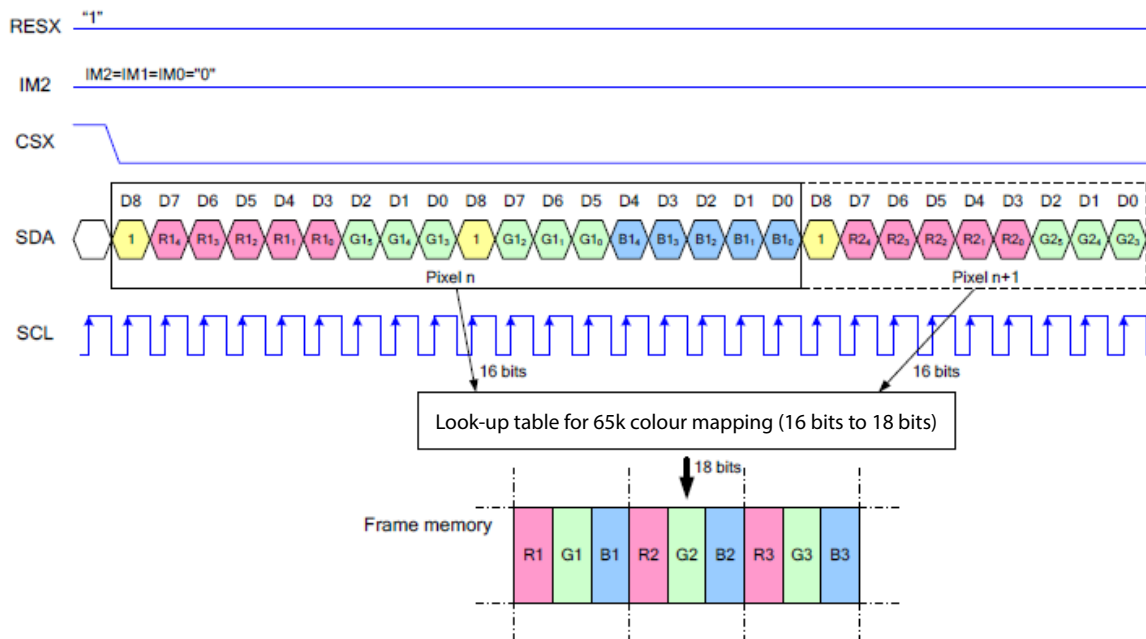 RESX "1"
IM2 IM2=IM1=IM0="0"
CSX
D8 D7 D6 D5 D4 D3 D2 D1 D0 D8 D7 D6 D5 D4 D3 D2 D1 D0 D8 D7 D6 D5 D4 D3 D2 D1 D0
SDA 1 R1₄ R1₃ R1₂ R1₁ R1₀ G1₅ G1₄ G1₃ 1 G1₂ G1₁ G1₀ B1₄ B1₃ B1₂ B1₁ B1₀ 1 R2₄ R2₃ R2₂ R2₁ R2₀ G2₅ G2₄ G2₃
Pixel n Pixel n+1
SCL
16 bits 16 bits
Look-up table for 65k colour mapping (16 bits to 18 bits)
18 bits
Frame memory
R1 G1 B1 R2 G2 B2 R3 G3 B3